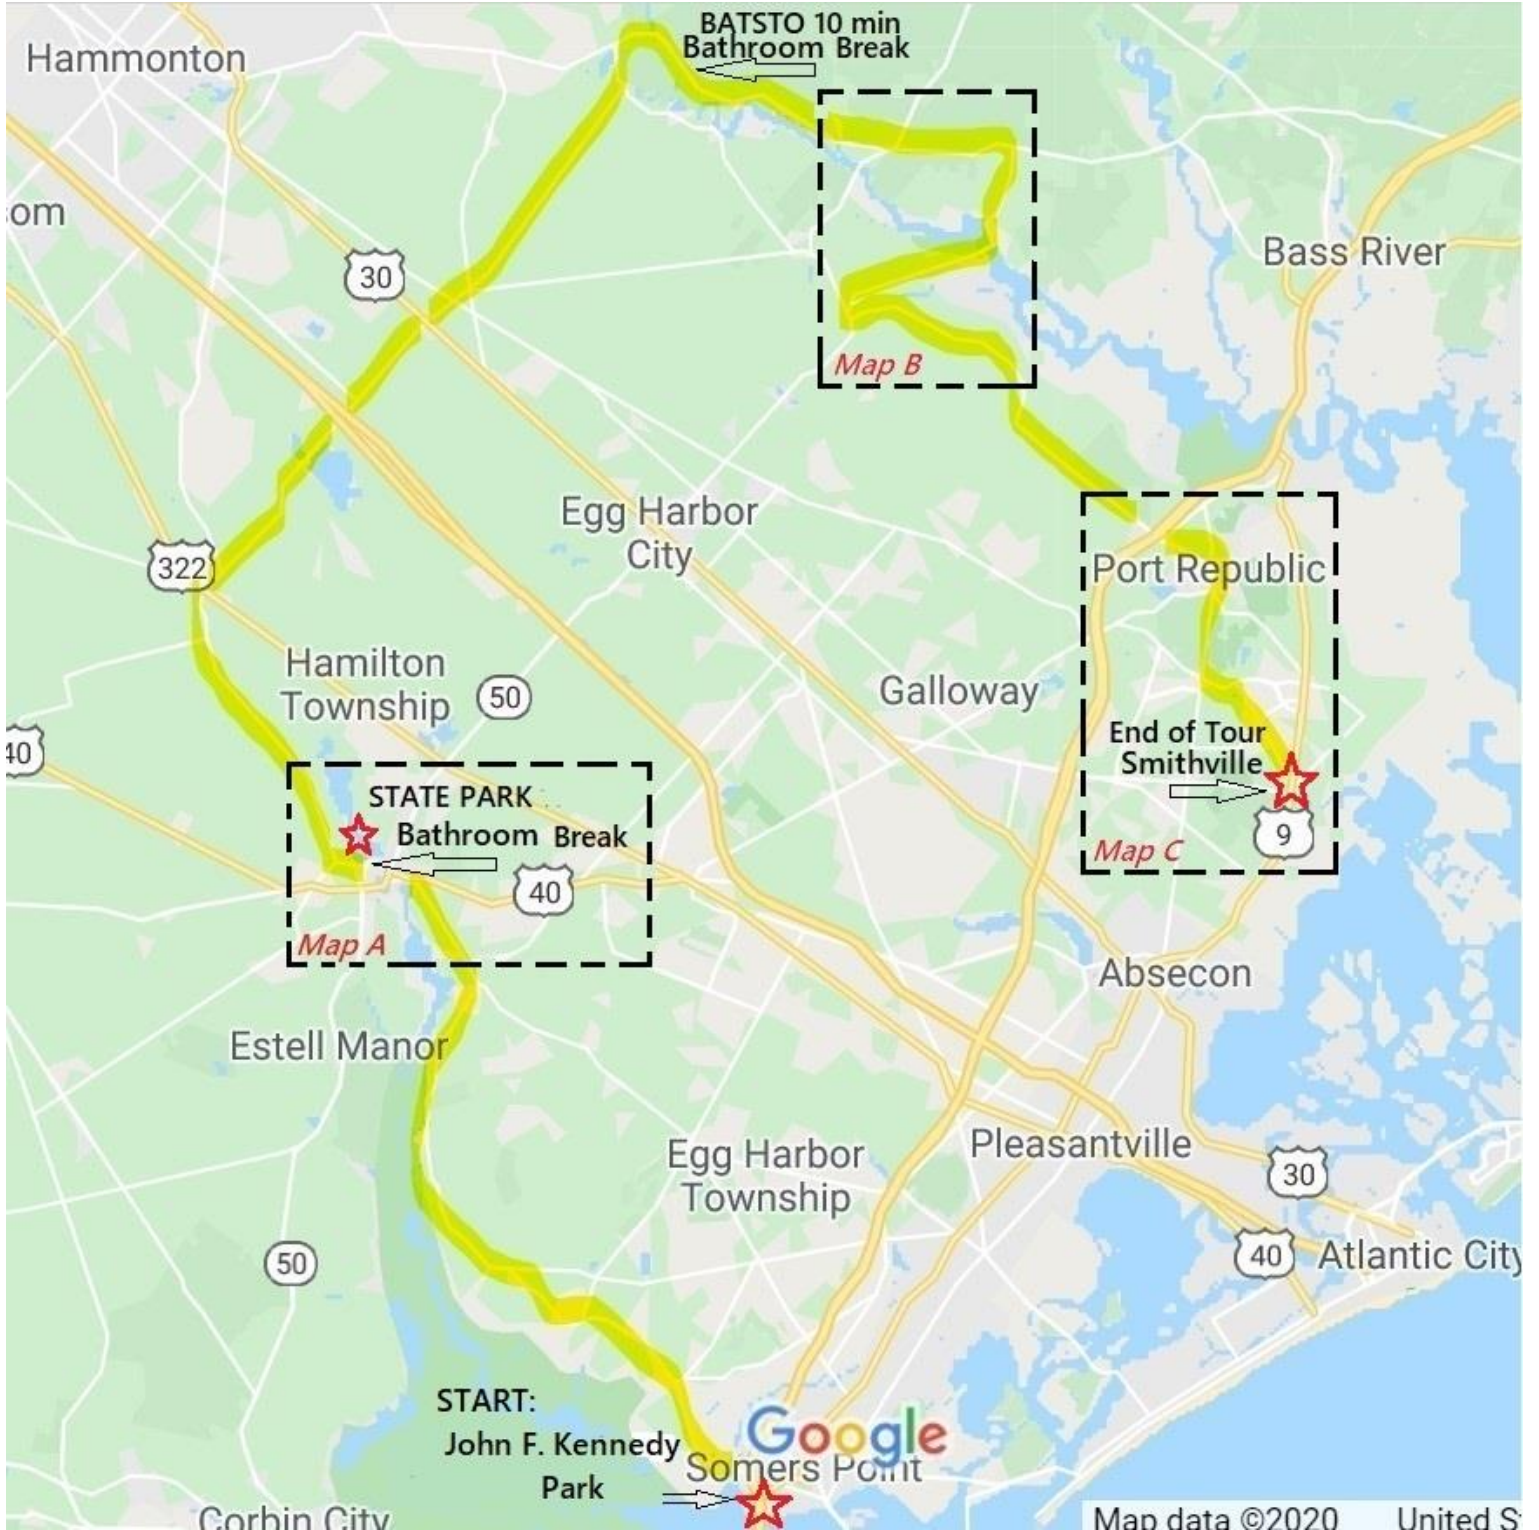 BATSTO 10 min
Bathroom Break
Hammonton
om
30
Bass River
Map B
Egg Harbor
City
322
Port Republic
Hamilton
Township
50
Galloway
40
End of Tour
Smithville
STATE PARK
Bathroom Break
9
40
Map C
Map A
Absecon
Estell Manor
Egg Harbor
Township
Pleasantville
30
50
40
Atlantic City
START:
John F. Kennedy
Park
Google
Somers Point
Corbin City
Map data ©2020 United S